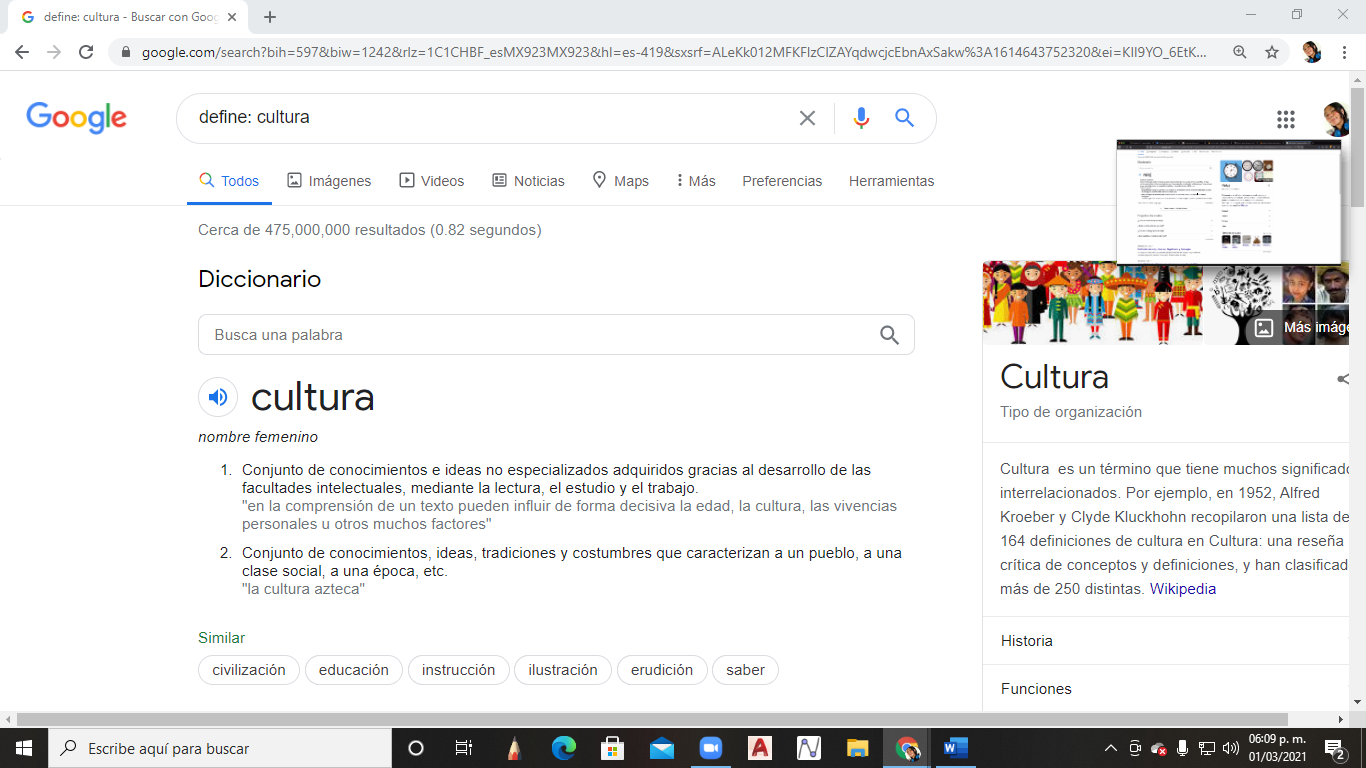 define: cultura - Buscar con Goog
google.com/search?bih=597&biw=1242&rlz=1C1CHBF_esMX923MX923&hl=es-419&sxsrf=ALeKk012MFKFIzClZAYqdwcjcEbnAxSakw%3A1614643752320&ei=KII9YO_6EtK...
Google
define: cultura
Todos
Imágenes
Videos
Noticias
Maps
Más
Preferencias
Herramientas
Cerca de 475,000,000 resultados (0.82 segundos)
Diccionario
Busca una palabra
cultura
nombre femenino
1. Conjunto de conocimientos e ideas no especializados adquiridos gracias al desarrollo de las
facultades intelectuales, mediante la lectura, el estudio y el trabajo.
"en la comprensión de un texto pueden influir de forma decisiva la edad, la cultura, las vivencias
personales u otros muchos factores"
2. Conjunto de conocimientos, ideas, tradiciones y costumbres que caracterizan a un pueblo, a una
clase social, a una época, etc.
"la cultura azteca"
Similar
civilización
educación
instrucción
ilustración
erudición
saber
Más imáge
Cultura
Tipo de organización
Cultura es un término que tiene muchos significado
interrelacionados. Por ejemplo, en 1952, Alfred
Kroeber y Clyde Kluckhohn recopilaron una lista de
164 definiciones de cultura en Cultura: una reseña
crítica de conceptos y definiciones, y han clasificad
más de 250 distintas. Wikipedia
Historia
Funciones
Escribe aquí para buscar
06:09 p. m.
01/03/2021
2